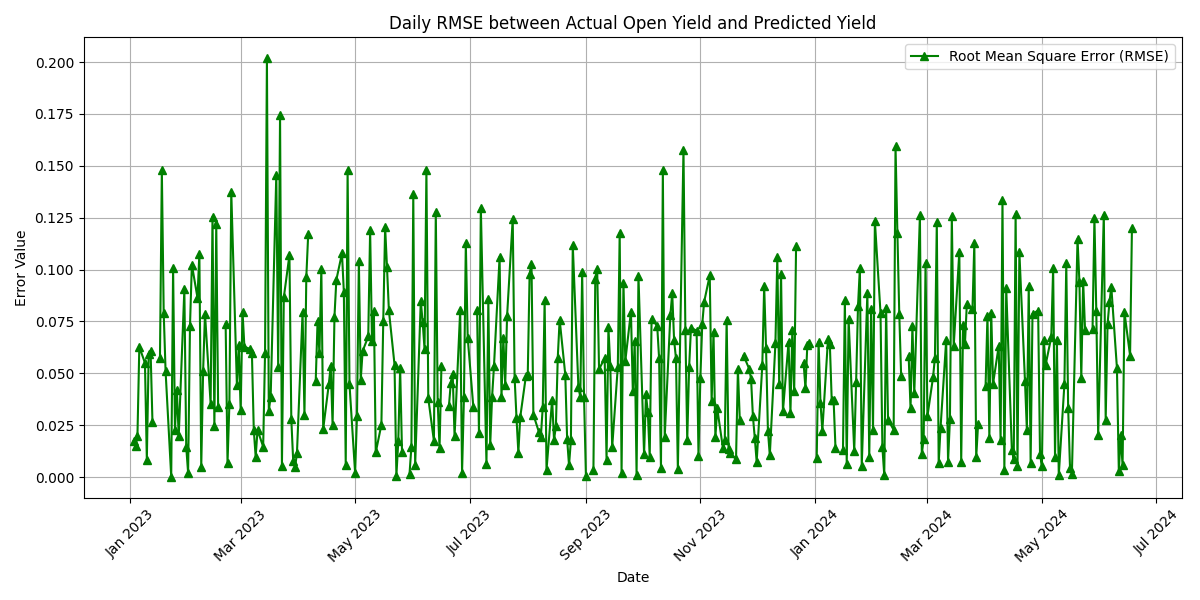 Daily RMSE between Actual Open Yield and Predicted Yield
Root Mean Square Error (RMSE)
Error Value
0.200
0.175
0.150
0.125
0.100
0.075
0.050
0.025
0.000
Jan 2023
Mar 2023
May 2023
Jul 2023
Sep 2023
Nov 2023
Jan 2024
Mar 2024
May 2024
Jul 2024
Date